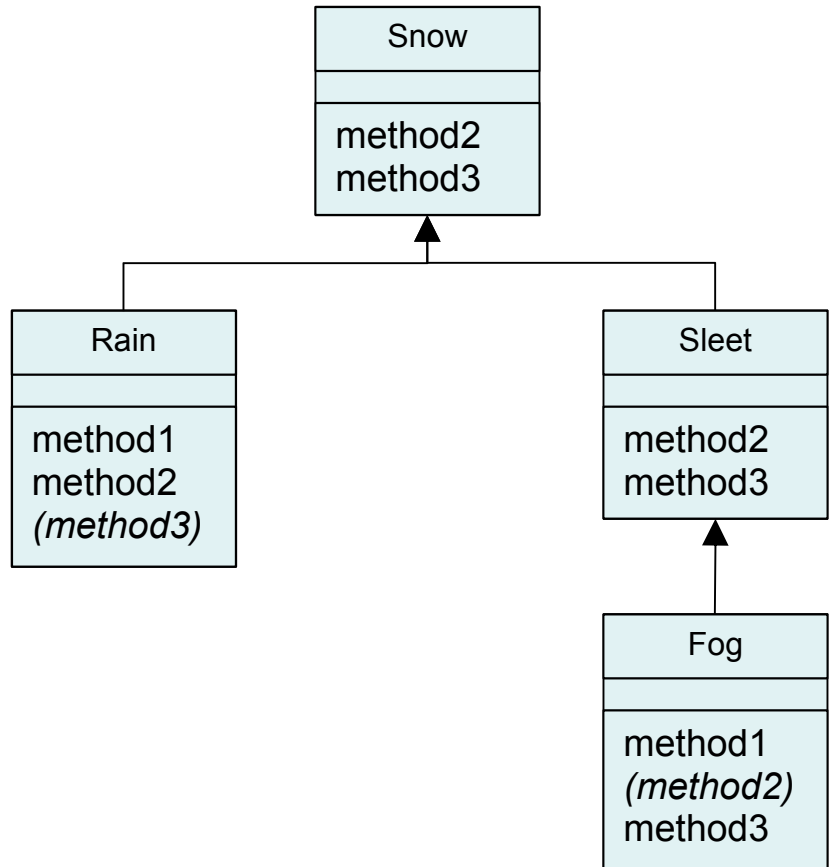 Snow
method2
method3
Rain
method1
method2
(method3)
Sleet
method2
method3
Fog
method1
(method2)
method3